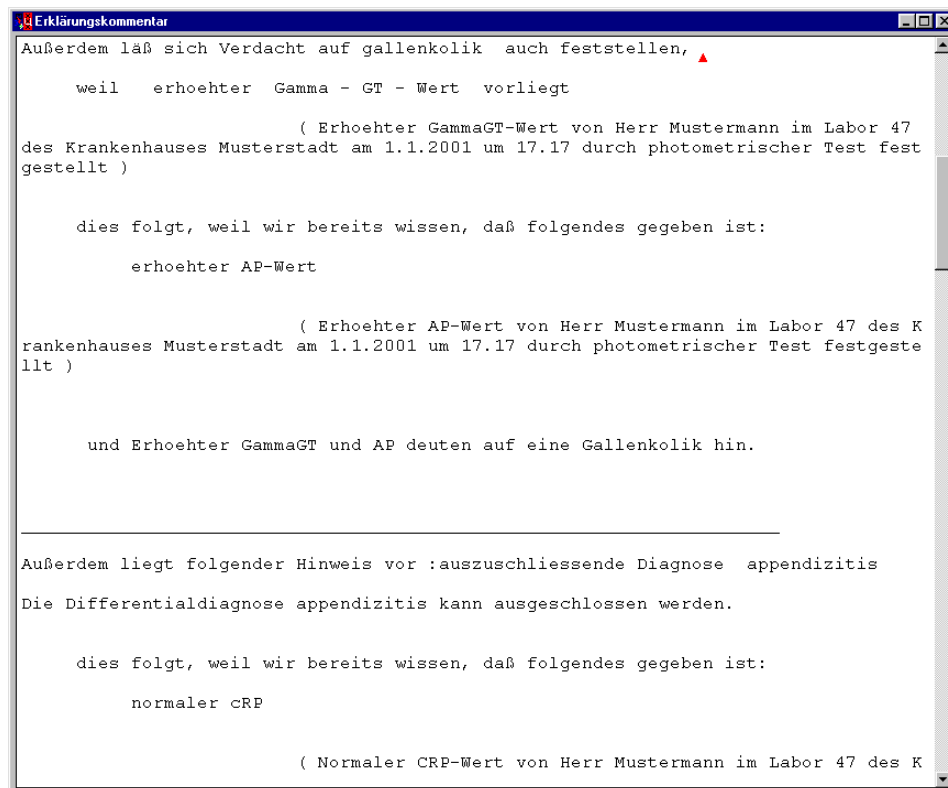 Erklärungskommentar
Außerdem läß sich Verdacht auf gallenkolik  auch feststellen,
weil   erhoehter  Gamma - GT - Wert  vorliegt
( Erhoehter GammaGT-Wert von Herr Mustermann im Labor 47
des Krankenhauses Musterstadt am 1.1.2001 um 17.17 durch photometrischer Test fest
gestellt )
dies folgt, weil wir bereits wissen, daß folgendes gegeben ist:
erhoehter AP-Wert
( Erhoehter AP-Wert von Herr Mustermann im Labor 47 des K
rankenhauses Musterstadt am 1.1.2001 um 17.17 durch photometrischer Test festgeste
llt )
und Erhoehter GammaGT und AP deuten auf eine Gallenkolik hin.
Außerdem liegt folgender Hinweis vor :auszuschliessende Diagnose  appendizitis
Die Differentialdiagnose appendizitis kann ausgeschlossen werden.
dies folgt, weil wir bereits wissen, daß folgendes gegeben ist:
normaler cRP
( Normaler CRP-Wert von Herr Mustermann im Labor 47 des K